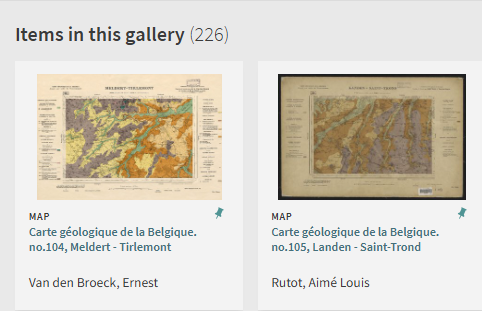 Items in this gallery (226)
MELDERT-TIRLEMONT
LANDEN - SAINT-TROND
MAP
Carte géologique de la Belgique.
no.104, Meldert - Tirlemont
Van den Broeck, Ernest
MAP
Carte géologique de la Belgique.
no.105, Landen - Saint-Trond
Rutot, Aimé Louis